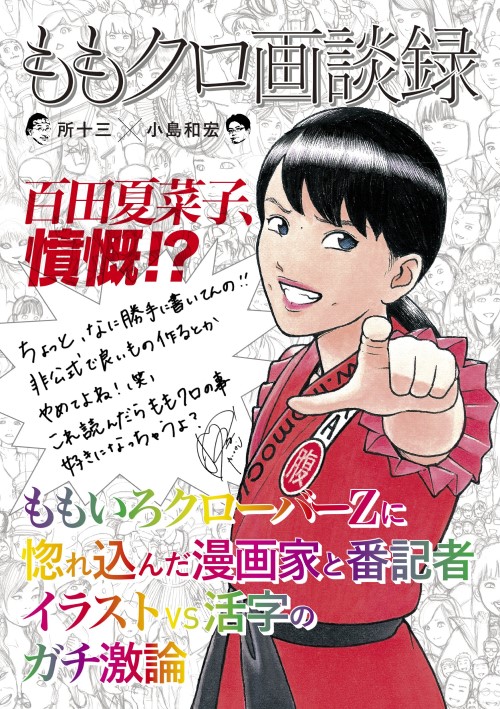 ももクロ画談録
所十三×小島和宏
百田夏菜子、
憤慨!?
ちょっと、なに勝手に書いてんの!!
非公式で良いもの作るとか
やめてよね!(笑)
これ読んだらももクロの事
好きになっちゃうよ?
腹
ももいろクローバーZに
惚れ込んだ漫画家と番記者
イラストvs活字の
ガチ激論